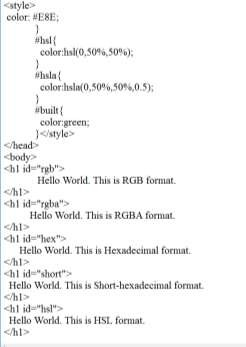 <style>
color: #E8E;
}
#hsl{
color:hsl(0,50%,50%);
}
#hsla{
color:hsla(0,50%,50%,0.5);
}
#built{
color:green;
}</style>
</head>
<body>
<h1 id="rgb">
Hello World. This is RGB format.
</h1>
<h1 id="rgba">
Hello World. This is RGBA format.
</h1>
<h1 id="hex">
Hello World. This is Hexadecimal format.
</h1>
<h1 id="short">
Hello World. This is Short-hexadecimal format.
</h1>
<h1 id="hsl">
Hello World. This is HSL format.
</h1>